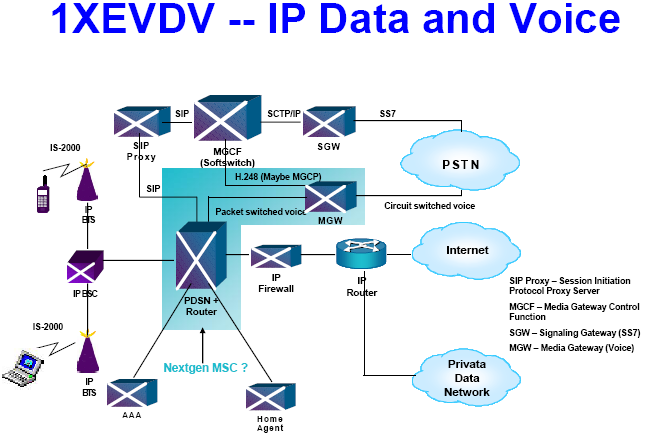 1XEVDV -- IP Data and Voice
SIP
SCTP/IP
SS7
IS-2000
SIP
Proxy
MGCF
(Softswitch)
SGW
PSTN
SIP
H.248 (Maybe MGCP)
IP
BTS
Packet switched voice
MGW
Circuit switched voice
Internet
IP BSC
PDSN +
Router
IP
Firewall
IP
Router
SIP Proxy – Session Initiation
Protocol Proxy Server
MGCF – Media Gateway Control
Function
SGW – Signaling Gateway (SS7)
MGW – Media Gateway (Voice)
IS-2000
IP
BTS
Nextgen MSC ?
Privata
Data
Network
AAA
Home
Agent